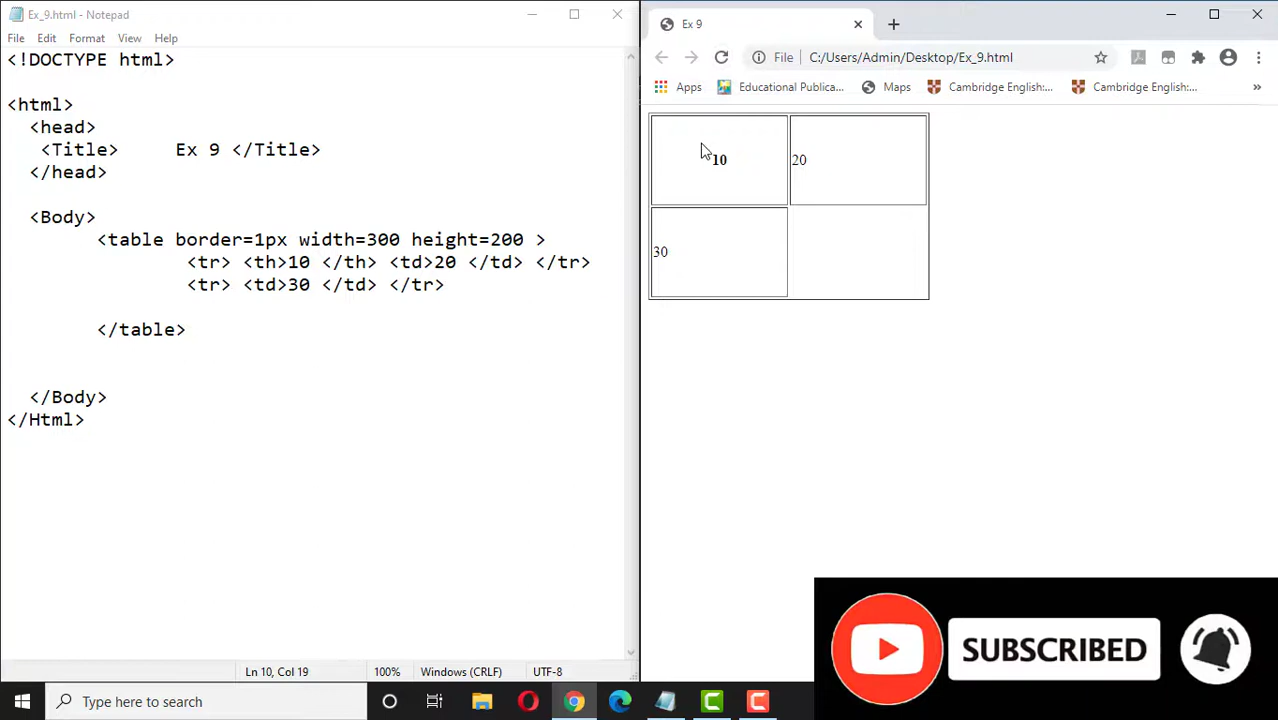 Ex_9.html - Notepad
File Edit Format View Help
<!DOCTYPE html>
<html>
<head>
<Title> Ex 9 </Title>
</head>
<Body>
<table border=1px width=300 height=200 >
<tr> <th>10 </th> <td>20 </td> </tr>
<tr> <td>30 </td> </tr>
</table>
</Body>
</Html>
Ln 10, Col 19 100% Windows (CRLF) UTF-8
Ex 9
File C:/Users/Admin/Desktop/Ex_9.html
Apps Educational Publica... Maps Cambridge English:... Cambridge English:... »
10 20
30
SUBSCRIBED
Type here to search